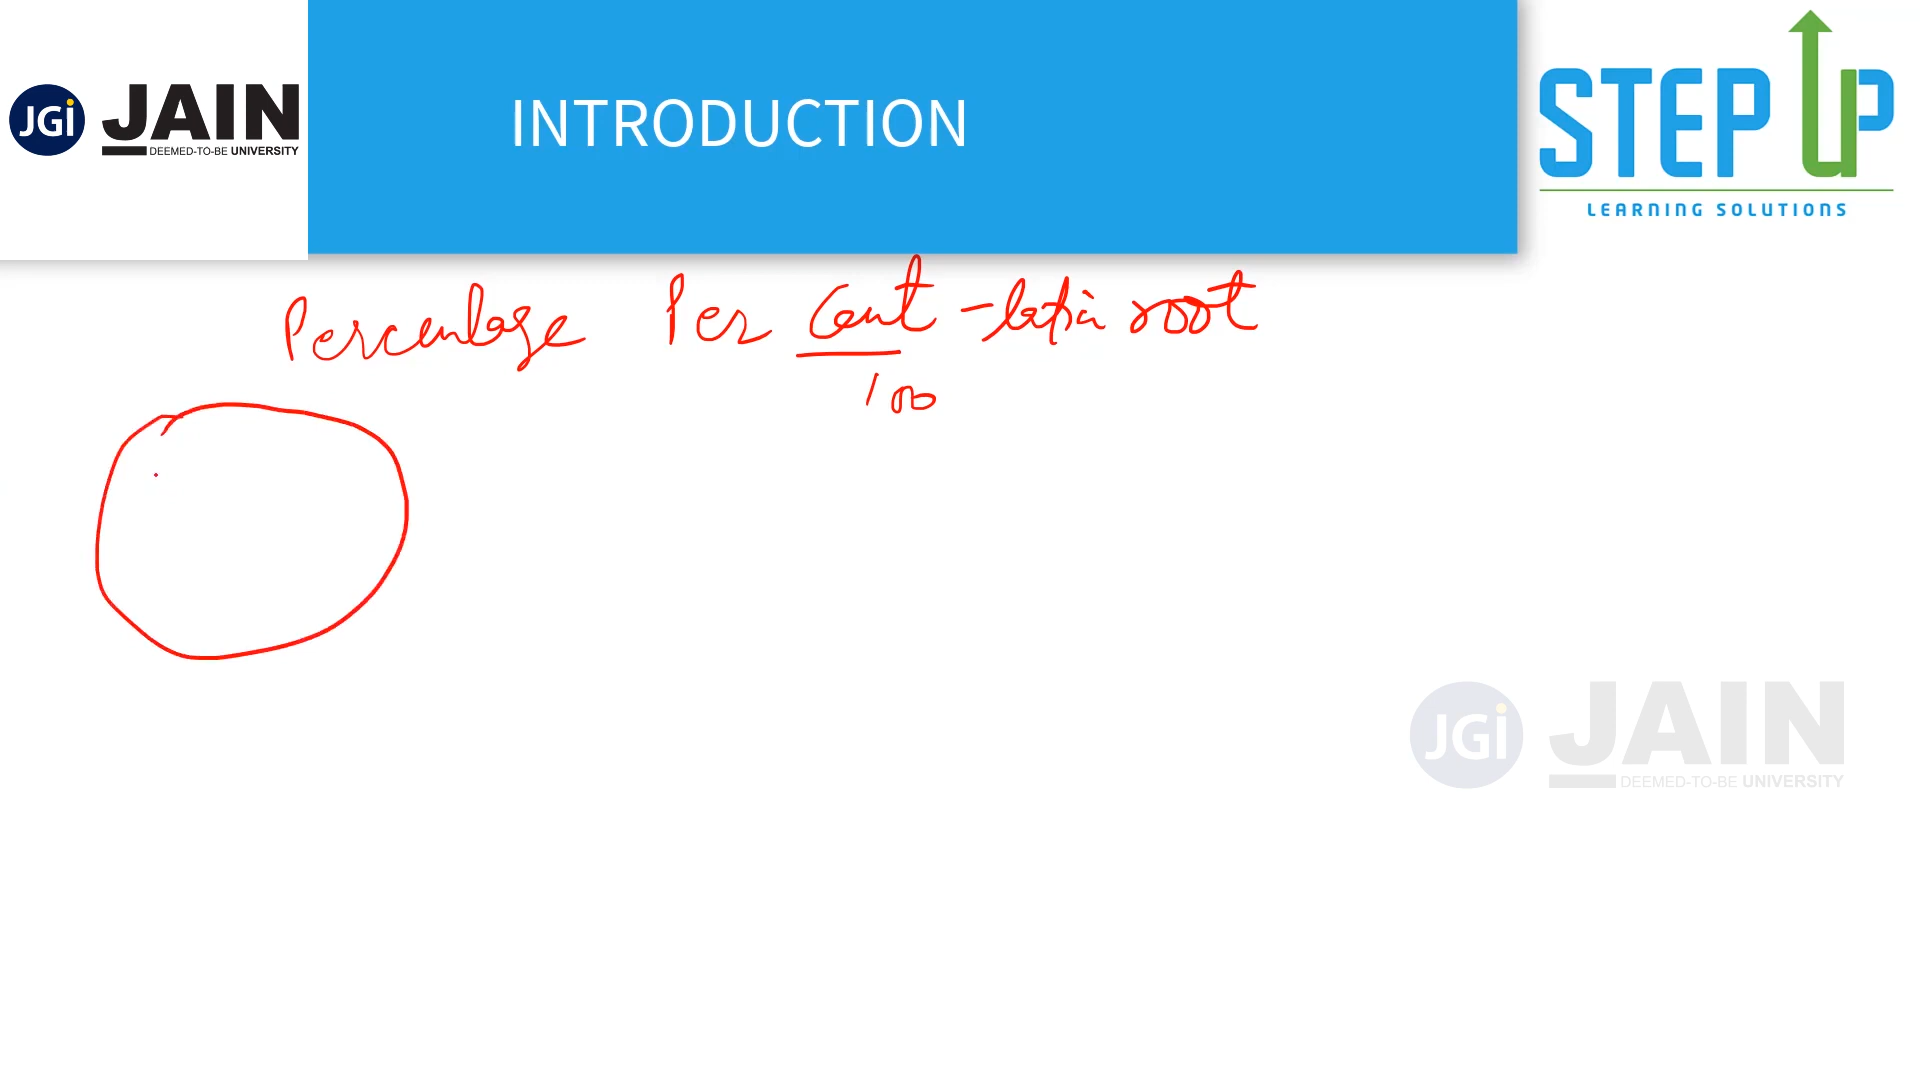 JGi JAIN
DEEMED-TO-BE UNIVERSITY
INTRODUCTION
STEP UP
LEARNING SOLUTIONS
Percentage Per Cent - latin root
100
JGi JAIN
DEEMED-TO-BE UNIVERSITY